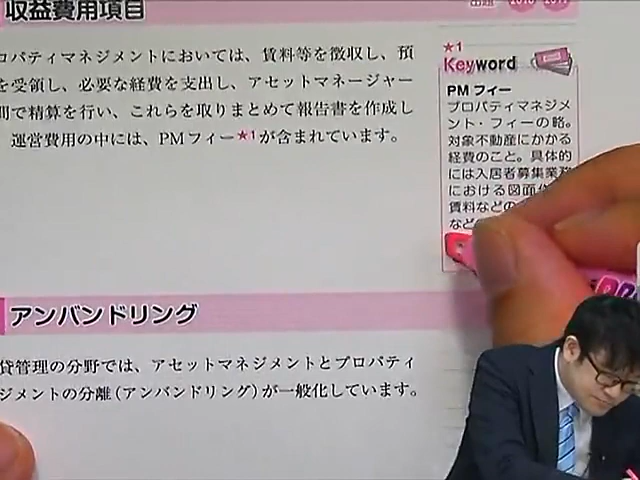 収益費用項目
出題 2016 2017
ロパティマネジメントにおいては、賃料等を徴収し、預
を受領し、必要な経費を支出し、アセットマネージャー
間で精算を行い、これらを取りまとめて報告書を作成し
運営費用の中には、PMフィー★1が含まれています。
★1
Keyword
PMフィー
プロパティマネジメ
ント・フィーの略。
対象不動産にかかる
経費のこと。具体的
には入居者募集業務
における図面作
賃料などの
など
アンバンドリング
貸管理の分野では、アセットマネジメントとプロパティ
ジメントの分離(アンバンドリング)が一般化しています。